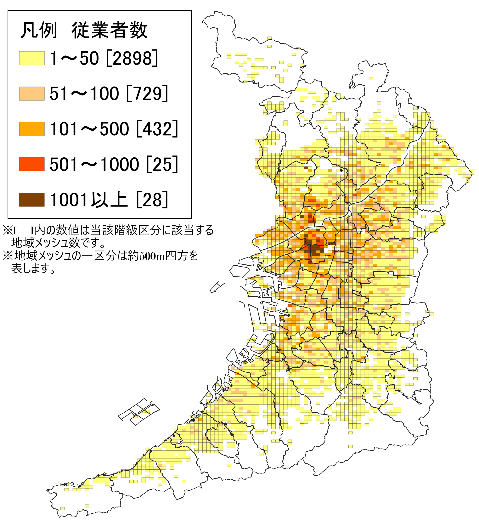 凡例　従業者数
1～50 [2898]
51～100 [729]
101～500 [432]
501～1000 [25]
1001以上 [28]
※[　]内の数値は当該階級区分に該当する
地域メッシュ数です。
※地域メッシュの一区分は約500m四方を
表します。